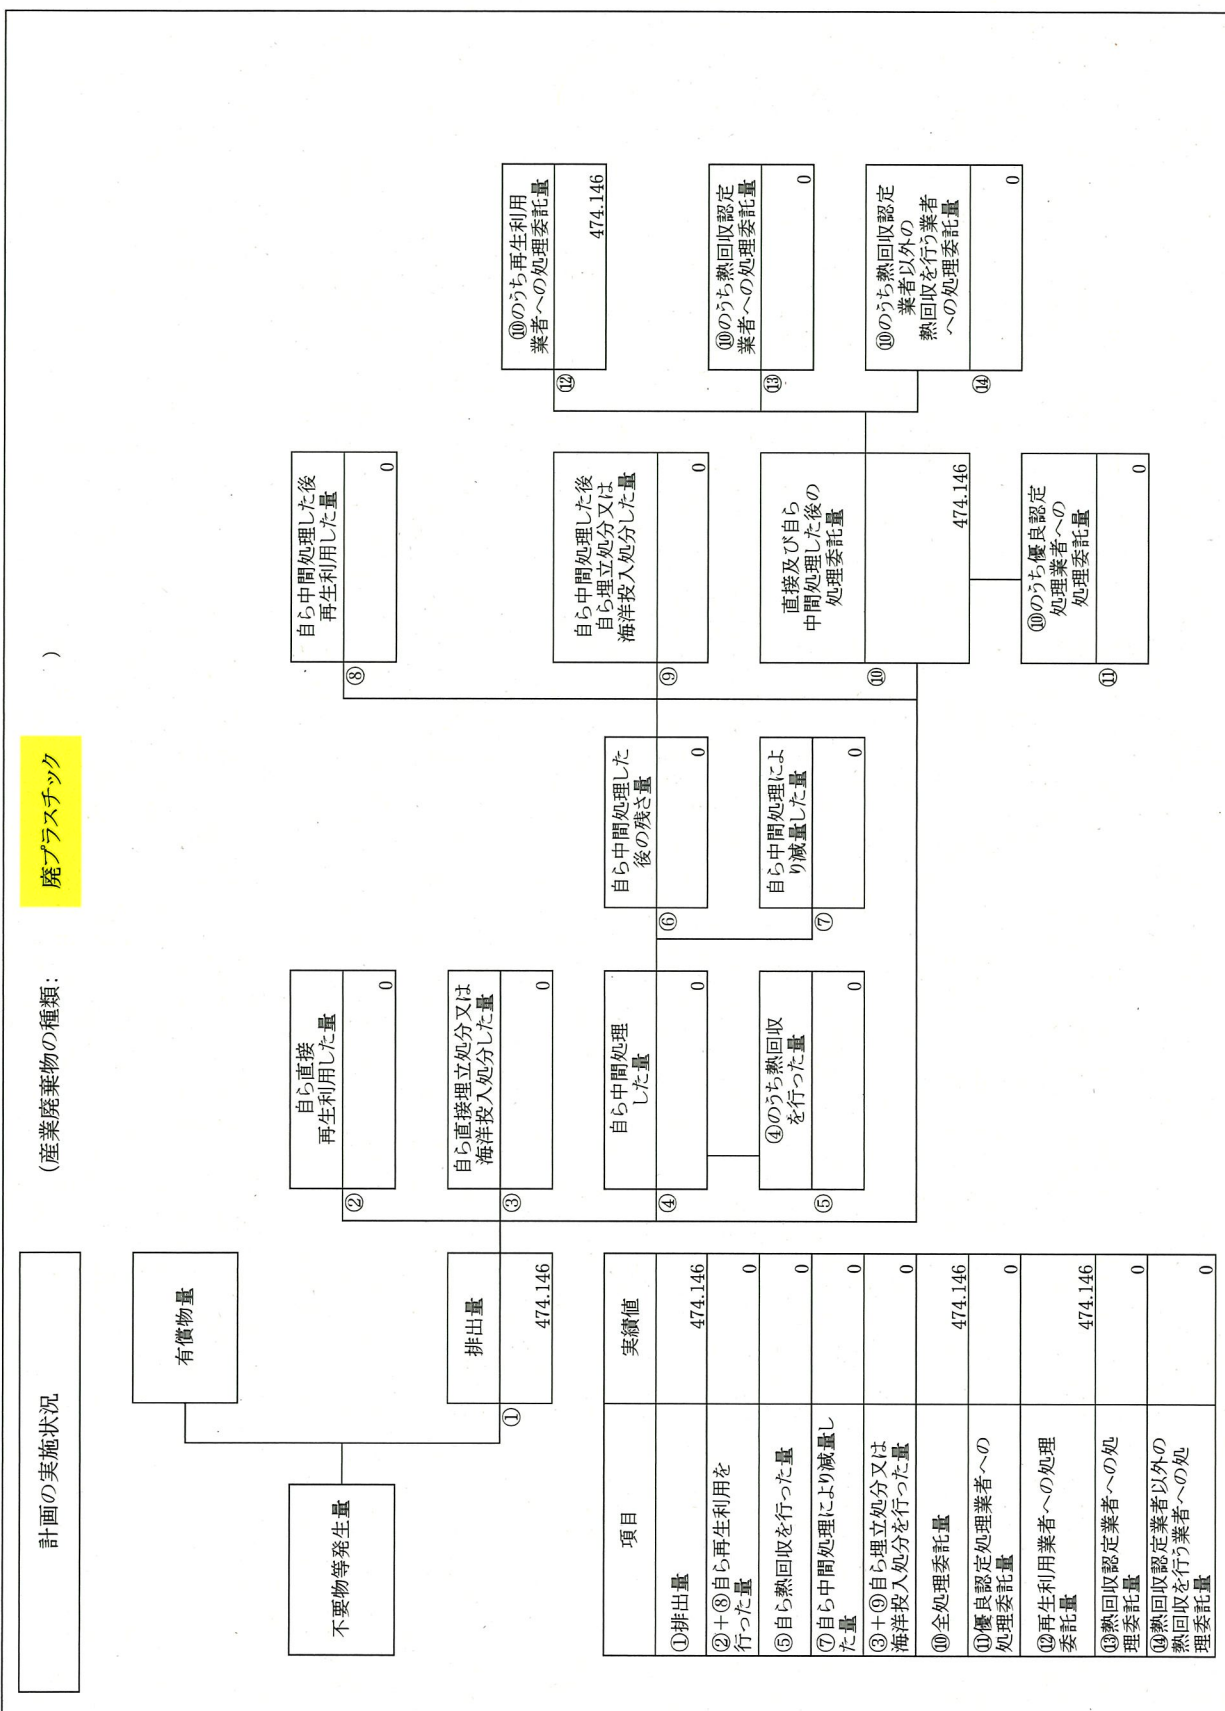 計画の実施状況
(産業廃棄物の種類: 廃プラスチック )
不要物等発生量
有償物量
①
排出量
474.146
②
自ら直接
再生利用した量
0
③
自ら直接埋立処分又は
海洋投入処分した量
0
④
自ら中間処理
した量
0
⑤
④のうち熱回収
を行った量
0
⑥
自ら中間処理した
後の残さ量
0
⑦
自ら中間処理によ
り減量した量
0
⑧
自ら中間処理した後
再生利用した量
0
⑨
自ら中間処理した後
自ら埋立処分又は
海洋投入処分した量
0
⑩
直接及び自ら
中間処理した後の
処理委託量
474.146
⑪
⑩のうち優良認定
処理業者への
処理委託量
0
⑫
⑩のうち再生利用
業者への処理委託量
474.146
⑬
⑩のうち熱回収認定
業者への処理委託量
0
⑭
⑩のうち熱回収認定
業者以外の
熱回収を行う業者
への処理委託量
0
項目 実績値
①排出量 474.146
②+⑧自ら再生利用を
行った量 0
⑤自ら熱回収を行った量 0
⑦自ら中間処理により減量し
た量 0
③+⑨自ら埋立処分又は
海洋投入処分を行った量 0
⑩全処理委託量 474.146
⑪優良認定処理業者への
処理委託量 0
⑫再生利用業者への処理
委託量 474.146
⑬熱回収認定業者への処
理委託量 0
⑭熱回収認定業者以外の
熱回収を行う業者への処
理委託量 0